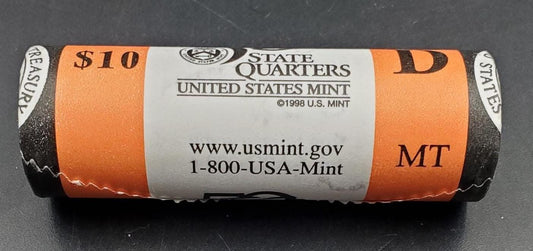 TREASURY
$10
STATE
QUARTERS
UNITED STATES MINT
©1998 U.S. MINT
www.usmint.gov
1-800-USA-Mint
D
MT
STATES